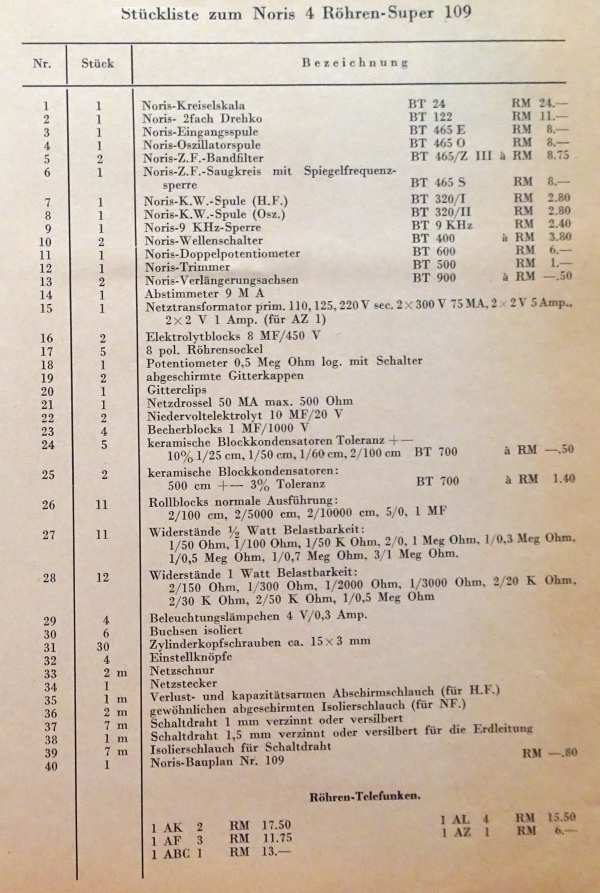 Stückliste zum Noris 4 Röhren-Super 109
Nr. Stück Bezeichnung
1 1 Noris-Kreiselskala BT 24 RM 24.—
2 1 Noris- 2fach Drehko BT 122 RM 11.—
3 1 Noris-Eingangsspule BT 465 E RM 8.—
4 1 Noris-Oszillatorspule BT 465 O RM 8.—
5 2 Noris-Z.F.-Bandfilter BT 465/Z III à RM 8.75
6 1 Noris-Z.F.-Saugkreis mit Spiegelfrequenz-
sperre BT 465 S RM 8.—
7 1 Noris-K.W.-Spule (H.F.) BT 320/I RM 2.80
8 1 Noris-K.W.-Spule (Osz.) BT 320/II RM 2.80
9 1 Noris-9 KHz-Sperre BT 9 KHz RM 2.40
10 2 Noris-Wellenschalter BT 400 à RM 3.80
11 1 Noris-Doppelpotentiometer BT 600 RM 6.—
12 1 Noris-Trimmer BT 500 RM 1.—
13 2 Noris-Verlängerungsachsen BT 900 à RM —.50
14 1 Abstimmeter 9 M A
15 1 Netztransformator prim. 110, 125, 220 V sec. 2×300 V 75 MA, 2×2 V 5 Amp.,
2×2 V 1 Amp. (für AZ 1)
16 2 Elektrolytblocks 8 MF/450 V
17 5 8 pol. Röhrensockel
18 1 Potentiometer 0,5 Meg Ohm log. mit Schalter
19 2 abgeschirmte Gitterkappen
20 1 Gitterclips
21 1 Netzdrossel 50 MA max. 500 Ohm
22 2 Niedervoltelektrolyt 10 MF/20 V
23 4 Becherblocks 1 MF/1000 V
24 5 keramische Blockkondensatoren Toleranz +—
10% 1/25 cm, 1/50 cm, 1/60 cm, 2/100 cm BT 700 à RM —.50
25 2 keramische Blockkondensatoren:
500 cm +— 3% Toleranz BT 700 à RM 1.40
26 11 Rollblocks normale Ausführung:
2/100 cm, 2/5000 cm, 2/10000 cm, 5/0, 1 MF
27 11 Widerstände ½ Watt Belastbarkeit:
1/50 Ohm, 1/100 Ohm, 1/50 K Ohm, 2/0, 1 Meg Ohm, 1/0,3 Meg Ohm,
1/0,5 Meg Ohm, 1/0,7 Meg Ohm, 3/1 Meg Ohm.
28 12 Widerstände 1 Watt Belastbarkeit:
2/150 Ohm, 1/300 Ohm, 1/2000 Ohm, 1/3000 Ohm, 2/20 K Ohm,
2/30 K Ohm, 2/50 K Ohm, 1/0,5 Meg Ohm
29 4 Beleuchtungslämpchen 4 V/0,3 Amp.
30 6 Buchsen isoliert
31 30 Zylinderkopfschrauben ca. 15×3 mm
32 4 Einstellknöpfe
33 2 m Netzschnur
34 1 Netzstecker
35 1 m Verlust- und kapazitätsarmen Abschirmschlauch (für H.F.)
36 2 m gewöhnlichen abgeschirmten Isolierschlauch (für NF.)
37 7 m Schaltdraht 1 mm verzinnt oder versilbert
38 1 m Schaltdraht 1,5 mm verzinnt oder versilbert für die Erdleitung
39 7 m Isolierschlauch für Schaltdraht
40 1 Noris-Bauplan Nr. 109 RM —.80
Röhren-Telefunken.
1 AK 2 RM 17.50 1 AL 4 RM 15.50
1 AF 3 RM 11.75 1 AZ 1 RM 6.—
1 ABC 1 RM 13.—